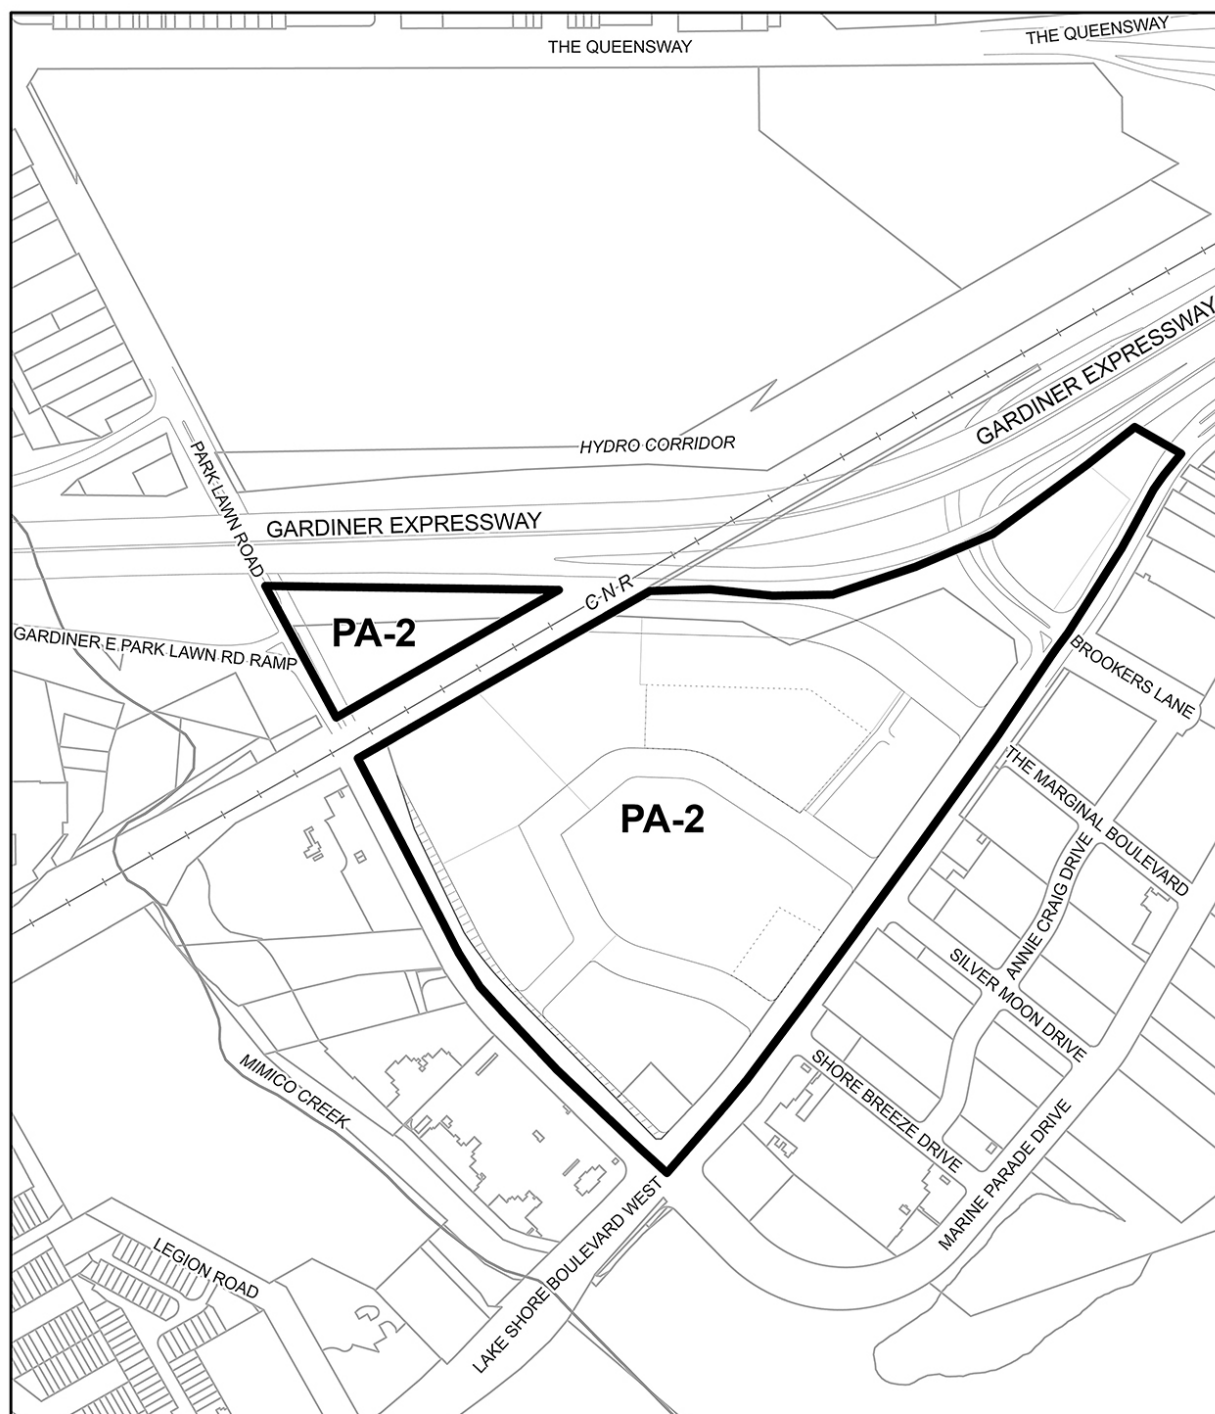 THE QUEENSWAY
THE QUEENSWAY
GARDINER EXPRESSWAY
HYDRO CORRIDOR
PARK LAWN ROAD
GARDINER EXPRESSWAY
C-N-R
PA-2
GARDINER E PARK LAWN RD RAMP
BROOKERS LANE
PA-2
THE MARGINAL BOULEVARD
ANNIE CRAIG DRIVE
SILVER MOON DRIVE
MIMICO CREEK
SHORE BREEZE DRIVE
MARINE PARADE DRIVE
LAKE SHORE BOULEVARD WEST
LEGION ROAD